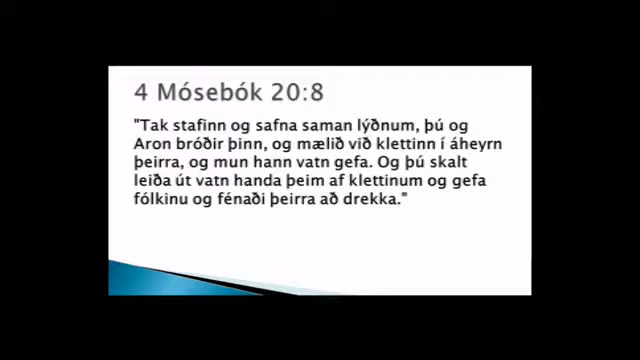 4 Mósebók 20:8
"Tak stafinn og safna saman lýðnum, þú og
Aron bróðir þinn, og mælið við klettinn í áheyrn
þeirra, og mun hann vatn gefa. Og þú skalt
leiða út vatn handa þeim af klettinum og gefa
fólkinu og fénaði þeirra að drekka."